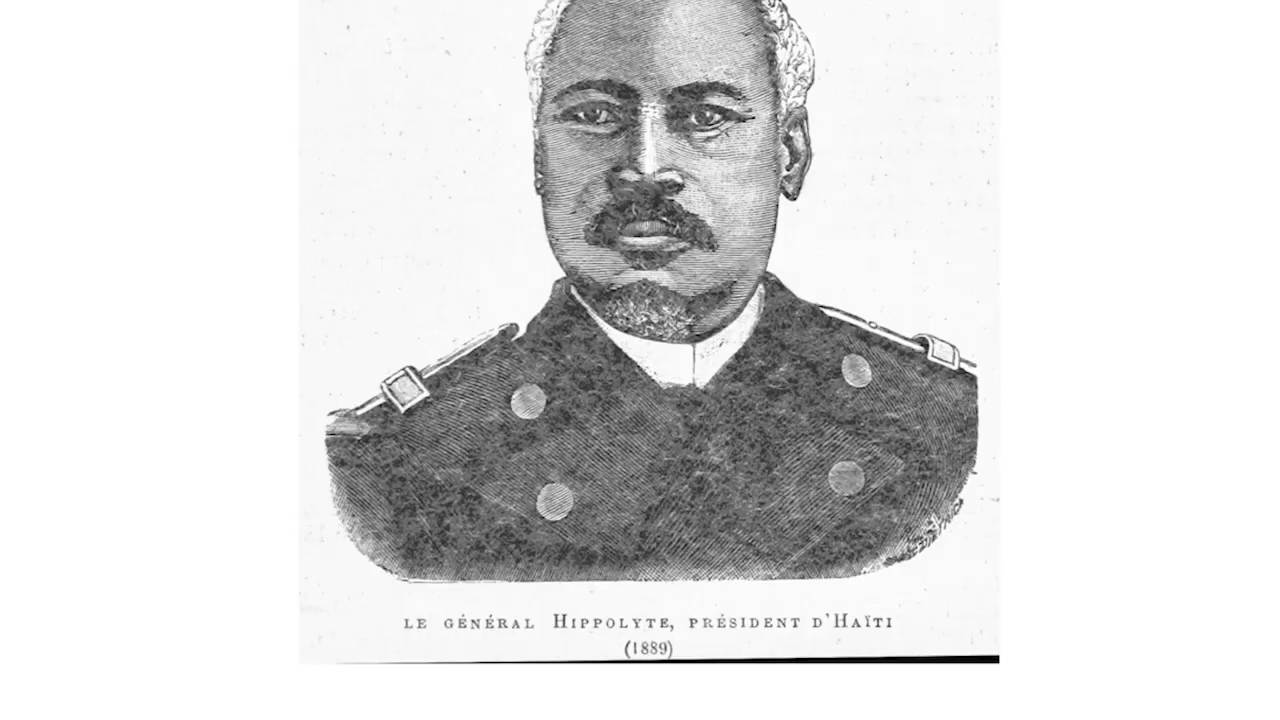 LE GÉNÉRAL HIPPOLYTE, PRÉSIDENT D'HAÏTI
(1889)